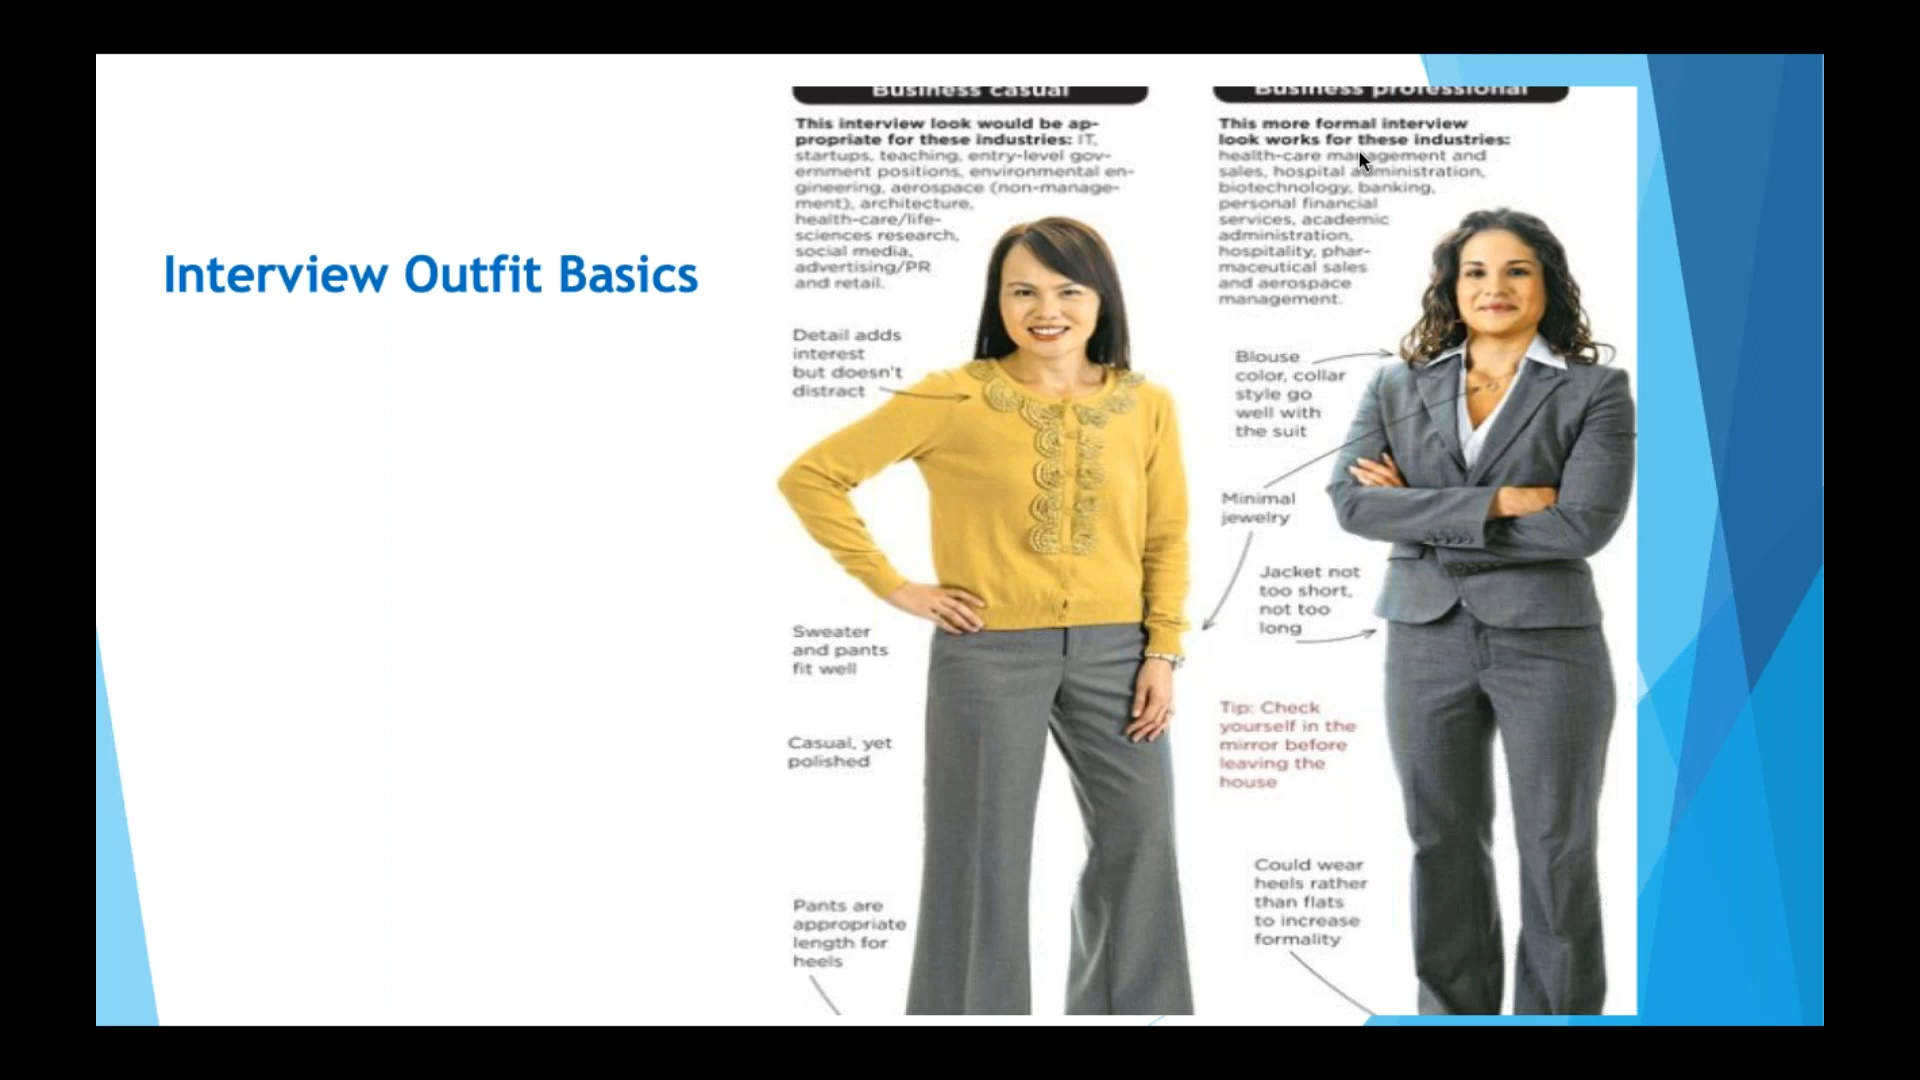 Interview Outfit Basics
Business casual
This interview look would be ap-
propriate for these industries: IT,
startups, teaching, entry-level gov-
ernment positions, environmental en-
gineering, aerospace (non-manage-
ment), architecture,
health-care/life-
sciences research,
social media,
advertising/PR
and retail.
Detail adds
interest
but doesn't
distract
Sweater
and pants
fit well
Casual, yet
polished
Pants are
appropriate
length for
heels
Business professional
This more formal interview
look works for these industries:
health-care management and
sales, hospital administration,
biotechnology, banking,
personal financial
services, academic
administration,
hospitality, phar-
maceutical sales
and aerospace
management.
Blouse
color, collar
style go
well with
the suit
Minimal
jewelry
Jacket not
too short,
not too
long
Tip: Check
yourself in the
mirror before
leaving the
house
Could wear
heels rather
than flats
to increase
formality